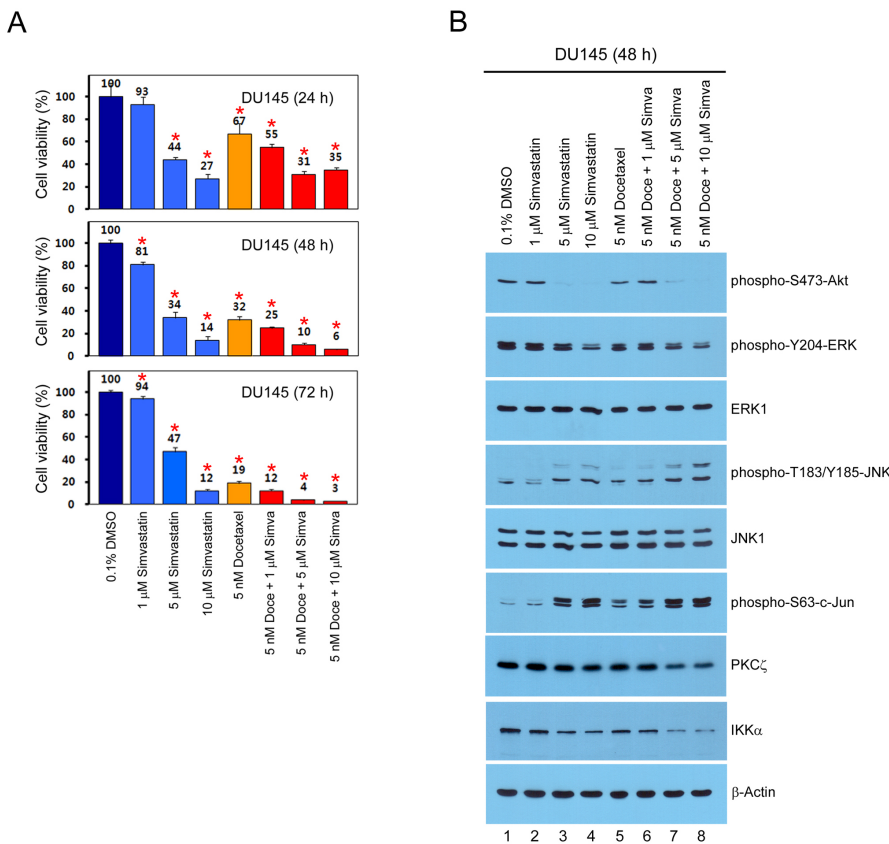 A
DU145 (24 h)
Cell viability (%)
100
80
60
40
20
0
100
93
*
44
*
27
*
67
*
55
*
31
*
35
DU145 (48 h)
Cell viability (%)
100
80
60
40
20
0
100
*
81
*
34
*
14
*
32
*
25
*
10
*
6
DU145 (72 h)
Cell viability (%)
100
80
60
40
20
0
100
*
94
*
47
*
12
*
19
*
12
*
4
*
3
0.1% DMSO
1 μM Simvastatin
5 μM Simvastatin
10 μM Simvastatin
5 nM Docetaxel
5 nM Doce + 1 μM Simva
5 nM Doce + 5 μM Simva
5 nM Doce + 10 μM Simva
B
DU145 (48 h)
0.1% DMSO
1 μM Simvastatin
5 μM Simvastatin
10 μM Simvastatin
5 nM Docetaxel
5 nM Doce + 1 μM Simva
5 nM Doce + 5 μM Simva
5 nM Doce + 10 μM Simva
phospho-S473-Akt
phospho-Y204-ERK
ERK1
phospho-T183/Y185-JNK
JNK1
phospho-S63-c-Jun
PKCζ
IKKα
β-Actin
1 2 3 4 5 6 7 8